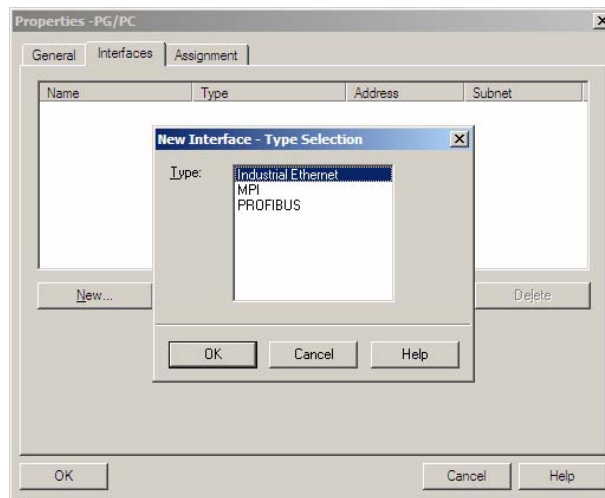 Properties -PG/PC
General Interfaces Assignment
Name Type Address Subnet
New Interface - Type Selection
Type:
Industrial Ethernet
MPI
PROFIBUS
New... Delete
OK Cancel Help
OK Cancel Help